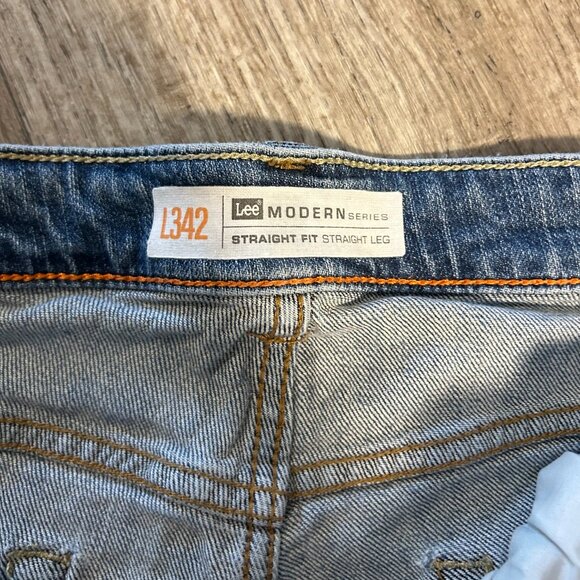 L342
Lee MODERN SERIES
STRAIGHT FIT STRAIGHT LEG